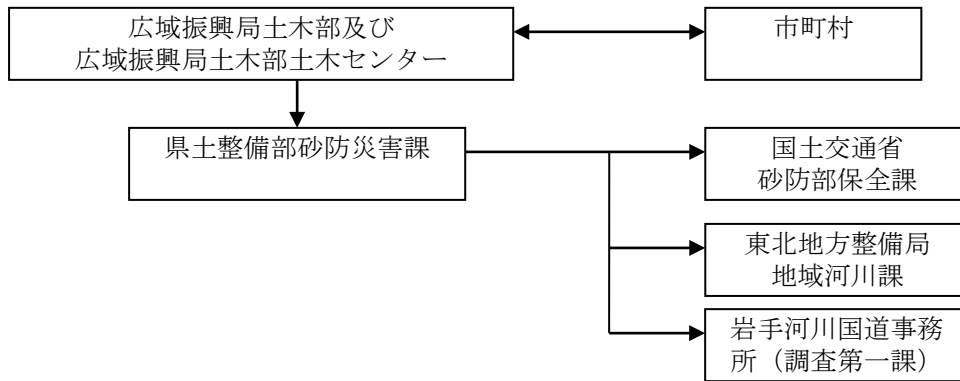 広域振興局土木部及び
広域振興局土木部土木センター
市町村
県土整備部砂防災害課
国土交通省
砂防部保全課
東北地方整備局
地域河川課
岩手河川国道事務
所（調査第一課）